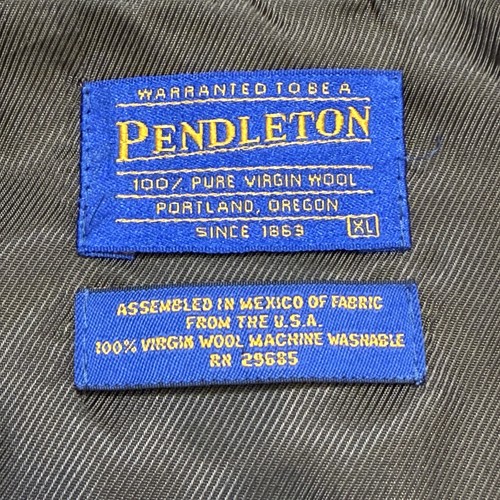 WARRANTED TO BE A
PENDLETON
100% PURE VIRGIN WOOL
PORTLAND, OREGON
SINCE 1863 XL
ASSEMBLED IN MEXICO OF FABRIC
FROM THE U.S.A.
100% VIRGIN WOOL MACHINE WASHABLE
RN 29685